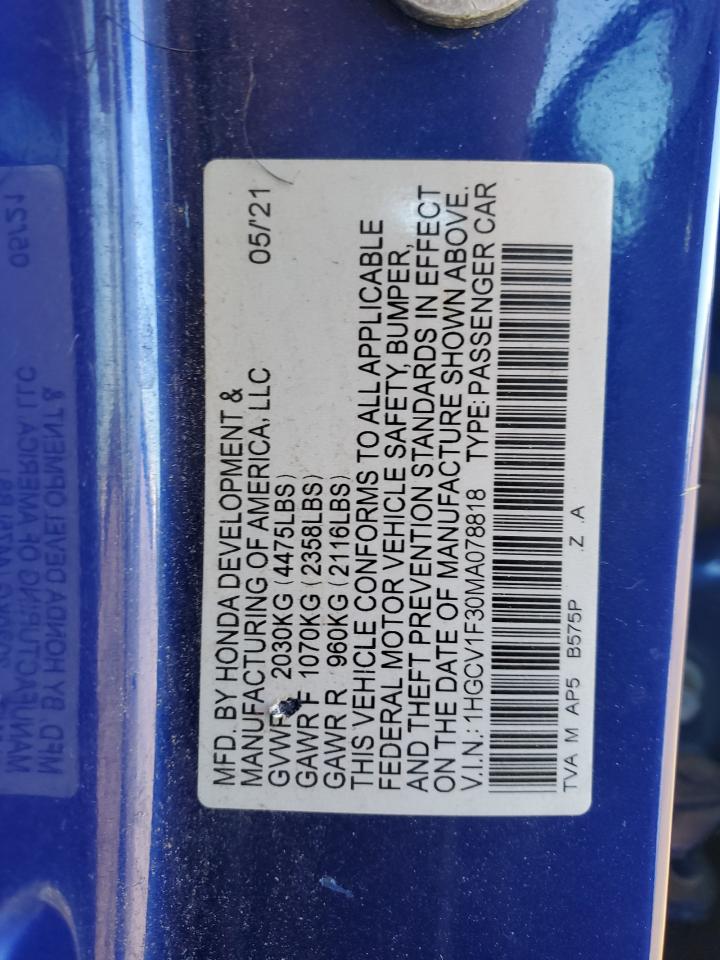 MFD. BY HONDA DEVELOPMENT &
MANUFACTURING OF AMERICA, LLC 05/'21
GVWR 2030KG (4475LBS)
GAWR F 1070KG (2358LBS)
GAWR R 960KG (2116LBS)
THIS VEHICLE CONFORMS TO ALL APPLICABLE
FEDERAL MOTOR VEHICLE SAFETY, BUMPER,
AND THEFT PREVENTION STANDARDS IN EFFECT
ON THE DATE OF MANUFACTURE SHOWN ABOVE.
V.I.N.: 1HGCV1F30MA078818 TYPE: PASSENGER CAR
TVA M AP5 B575P .Z .A